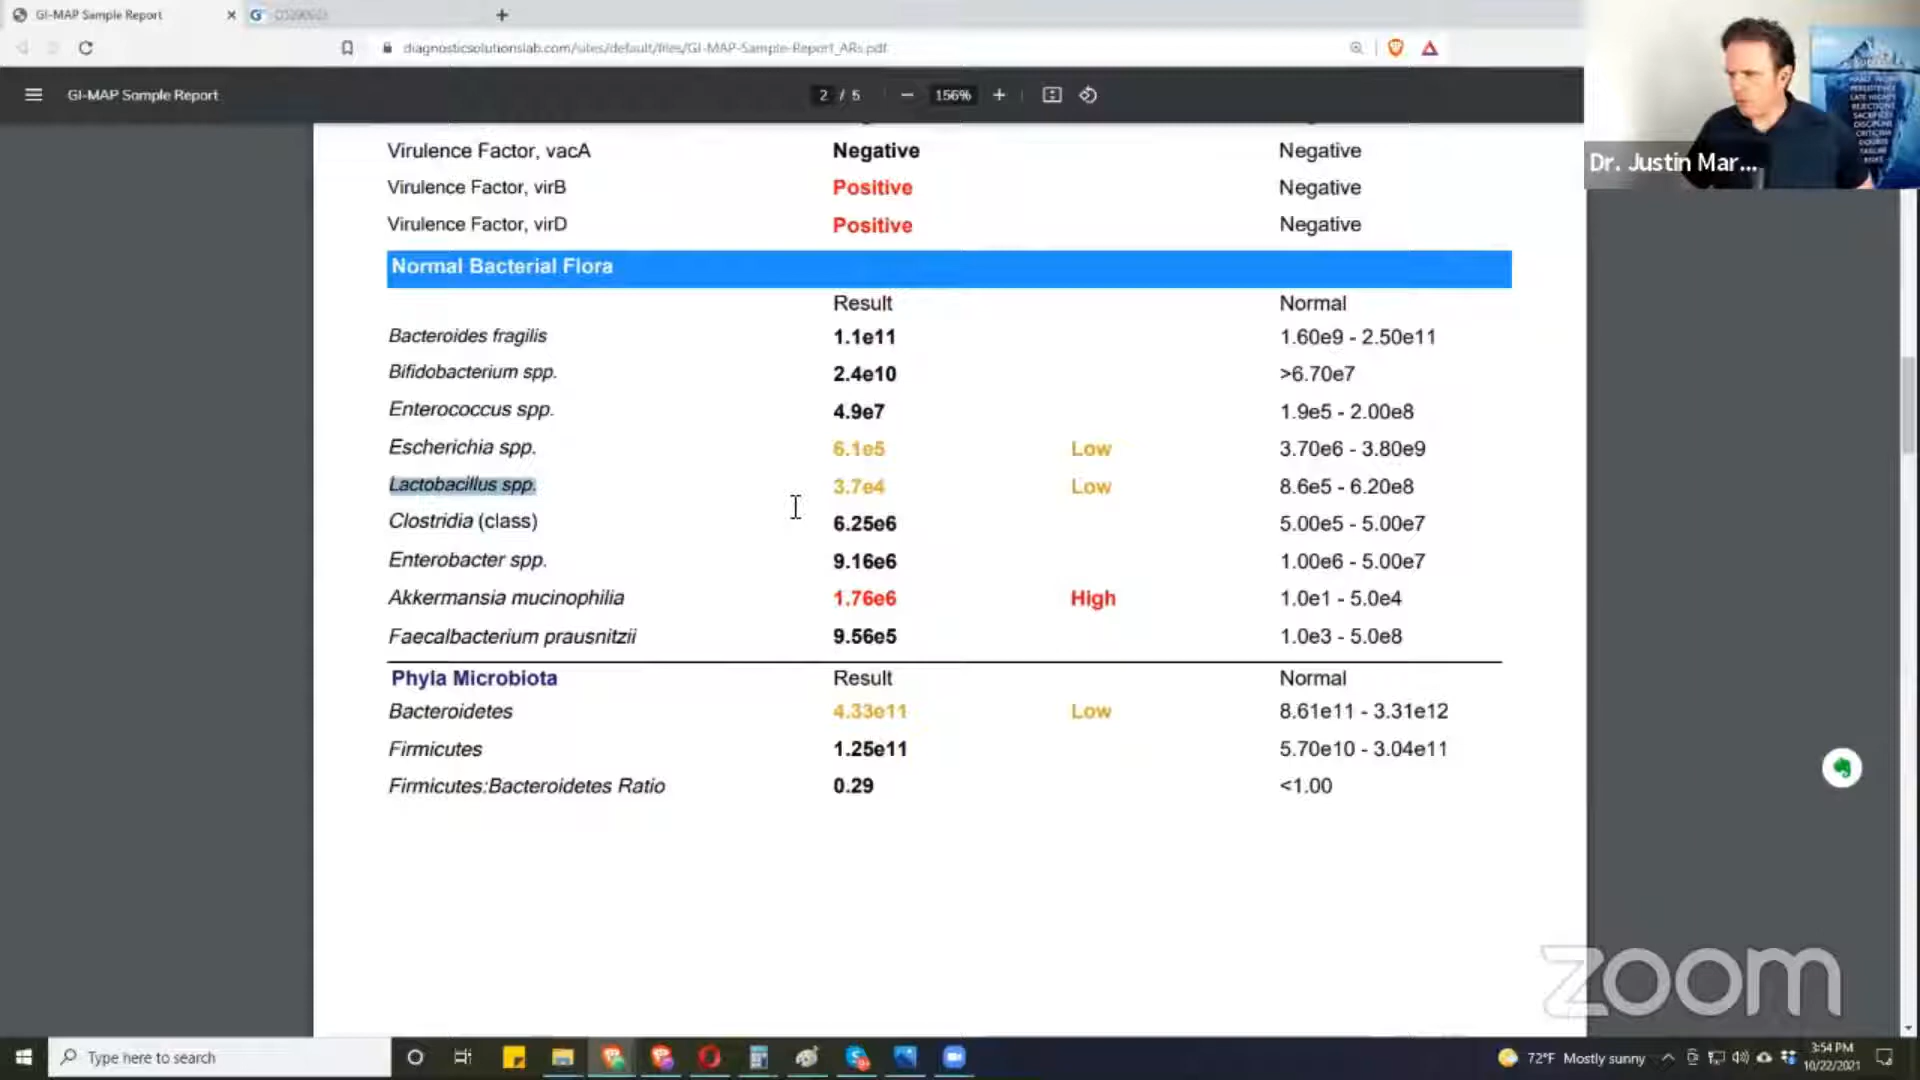 GI-MAP Sample Report
diagnosticsolutionslab.com/sites/default/files/GI-MAP-Sample-Report_ARs.pdf
GI-MAP Sample Report 2 / 5 156%
Dr. Justin Mar...
Virulence Factor, vacA Negative Negative
Virulence Factor, virB Positive Negative
Virulence Factor, virD Positive Negative
Normal Bacterial Flora
Result Normal
Bacteroides fragilis 1.1e11 1.60e9 - 2.50e11
Bifidobacterium spp. 2.4e10 >6.70e7
Enterococcus spp. 4.9e7 1.9e5 - 2.00e8
Escherichia spp. 6.1e5 Low 3.70e6 - 3.80e9
Lactobacillus spp. 3.7e4 Low 8.6e5 - 6.20e8
Clostridia (class) 6.25e6 5.00e5 - 5.00e7
Enterobacter spp. 9.16e6 1.00e6 - 5.00e7
Akkermansia mucinophilia 1.76e6 High 1.0e1 - 5.0e4
Faecalbacterium prausnitzii 9.56e5 1.0e3 - 5.0e8
Phyla Microbiota Result Normal
Bacteroidetes 4.33e11 Low 8.61e11 - 3.31e12
Firmicutes 1.25e11 5.70e10 - 3.04e11
Firmicutes:Bacteroidetes Ratio 0.29 <1.00
zoom
Type here to search
72°F Mostly sunny
3:54 PM
10/22/2021